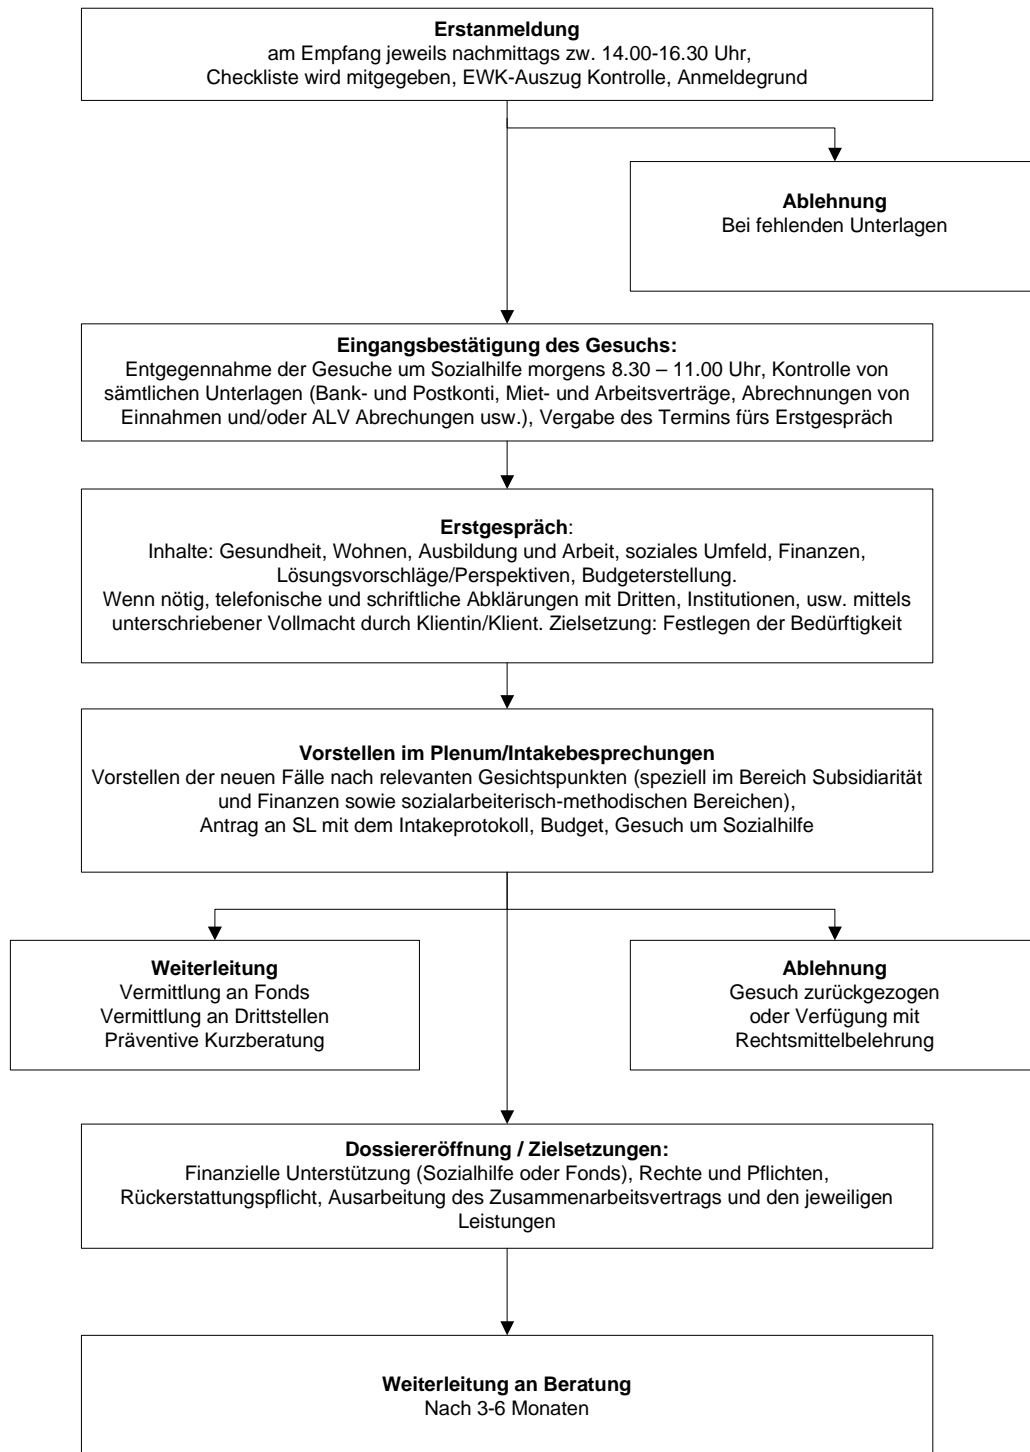 Erstanmeldung
am Empfang jeweils nachmittags zw. 14.00-16.30 Uhr,
Checkliste wird mitgegeben, EWK-Auszug Kontrolle, Anmeldegrund
Ablehnung
Bei fehlenden Unterlagen
Eingangsbestätigung des Gesuchs:
Entgegennahme der Gesuche um Sozialhilfe morgens 8.30 – 11.00 Uhr, Kontrolle von
sämtlichen Unterlagen (Bank- und Postkonti, Miet- und Arbeitsverträge, Abrechnungen von
Einnahmen und/oder ALV Abrechungen usw.), Vergabe des Termins fürs Erstgespräch
Erstgespräch:
Inhalte: Gesundheit, Wohnen, Ausbildung und Arbeit, soziales Umfeld, Finanzen,
Lösungsvorschläge/Perspektiven, Budgeterstellung.
Wenn nötig, telefonische und schriftliche Abklärungen mit Dritten, Institutionen, usw. mittels
unterschriebener Vollmacht durch Klientin/Klient. Zielsetzung: Festlegen der Bedürftigkeit
Vorstellen im Plenum/Intakebesprechungen
Vorstellen der neuen Fälle nach relevanten Gesichtspunkten (speziell im Bereich Subsidiarität
und Finanzen sowie sozialarbeiterisch-methodischen Bereichen),
Antrag an SL mit dem Intakeprotokoll, Budget, Gesuch um Sozialhilfe
Weiterleitung
Vermittlung an Fonds
Vermittlung an Drittstellen
Präventive Kurzberatung
Ablehnung
Gesuch zurückgezogen
oder Verfügung mit
Rechtsmittelbelehrung
Dossiereröffnung / Zielsetzungen:
Finanzielle Unterstützung (Sozialhilfe oder Fonds), Rechte und Pflichten,
Rückerstattungspflicht, Ausarbeitung des Zusammenarbeitsvertrags und den jeweiligen
Leistungen
Weiterleitung an Beratung
Nach 3-6 Monaten